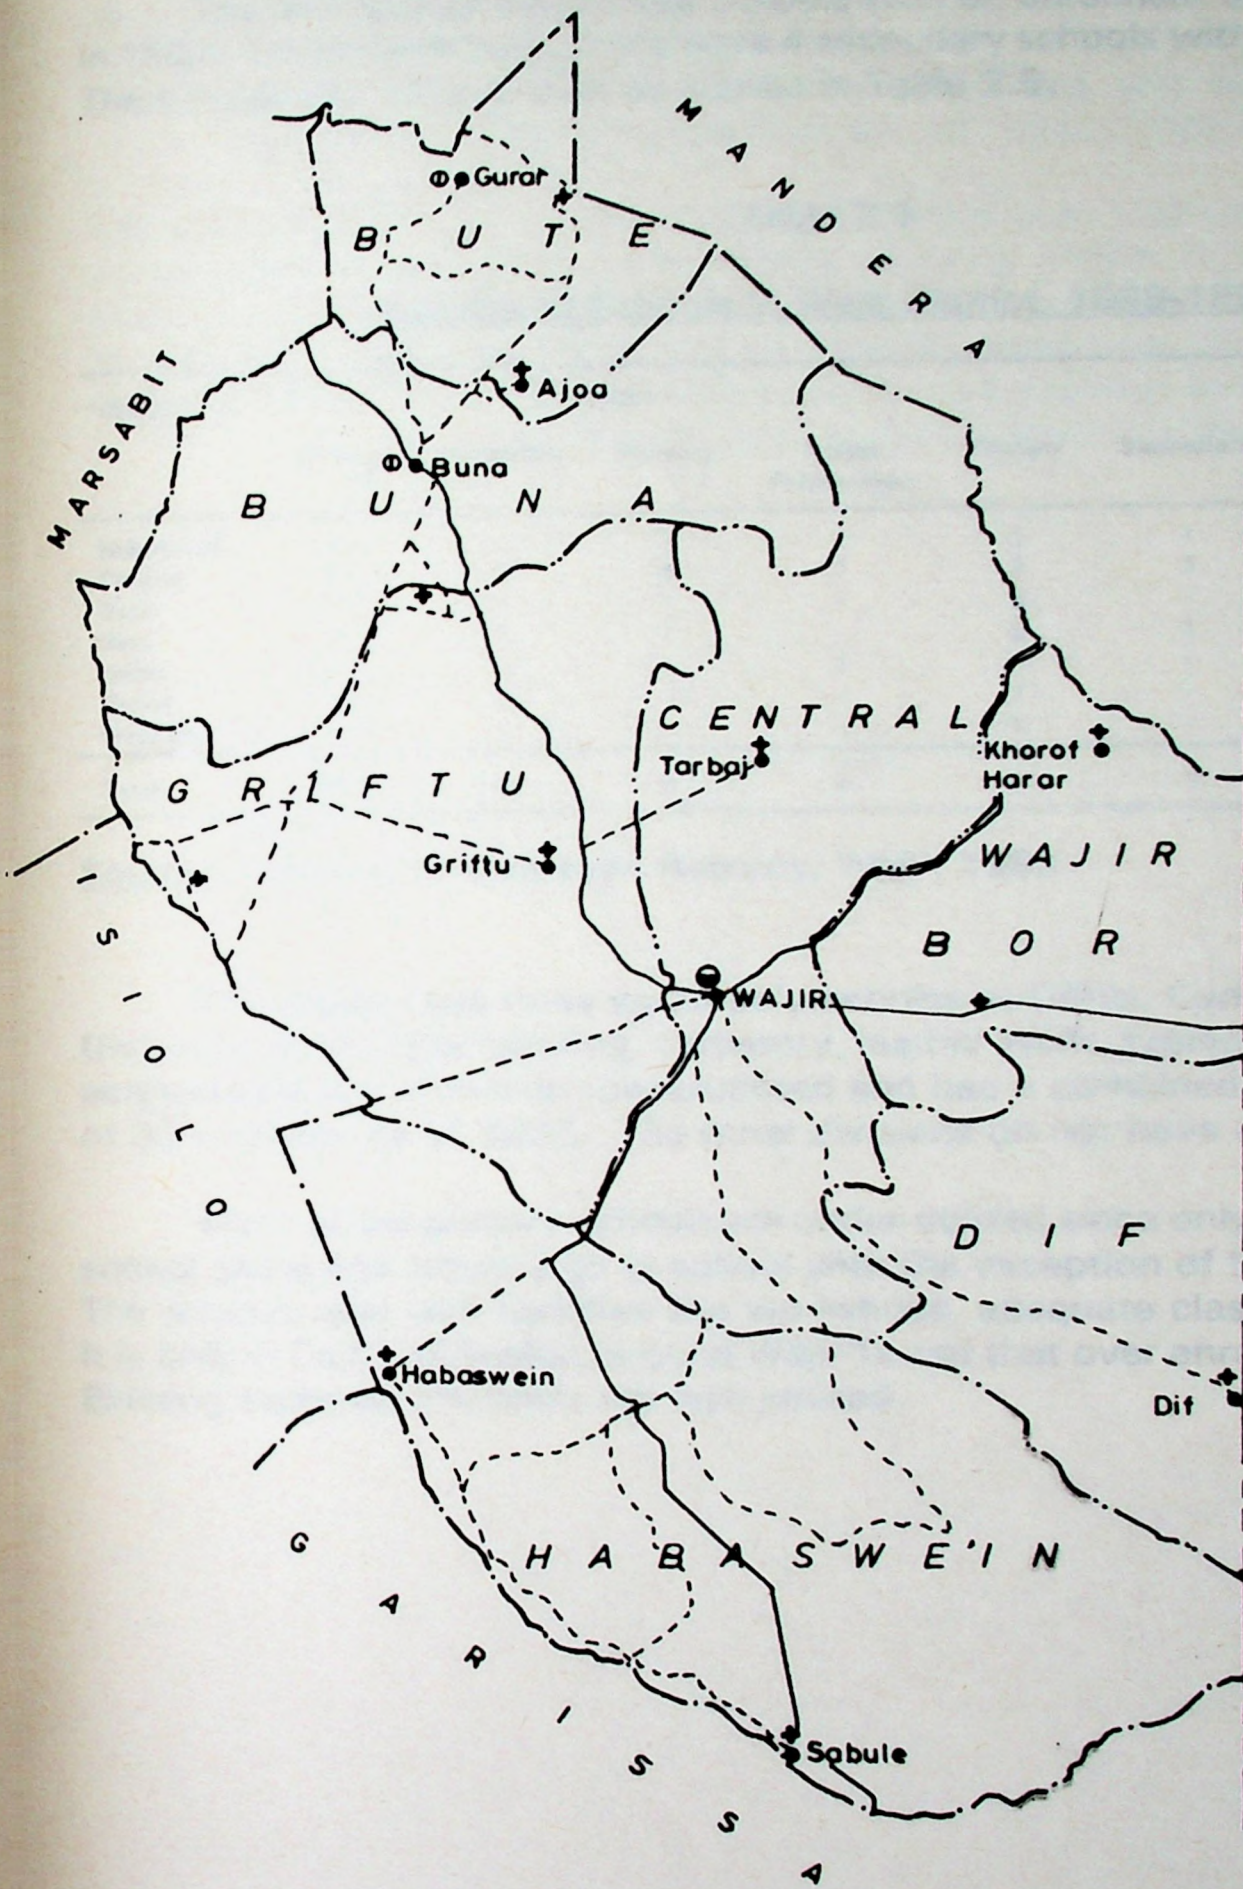 MANDERA
Gurar
BUTE
MARSABIT
Ajoa
Buna
BUNA
CENTRAL
Tarbaj
Khorof
Harar
GRIFTU
Griftu
WAJIR
BOR
ISIOLO
WAJIR
DIF
Habaswein
Dif
HABASWEIN
GARISSA
Sabule